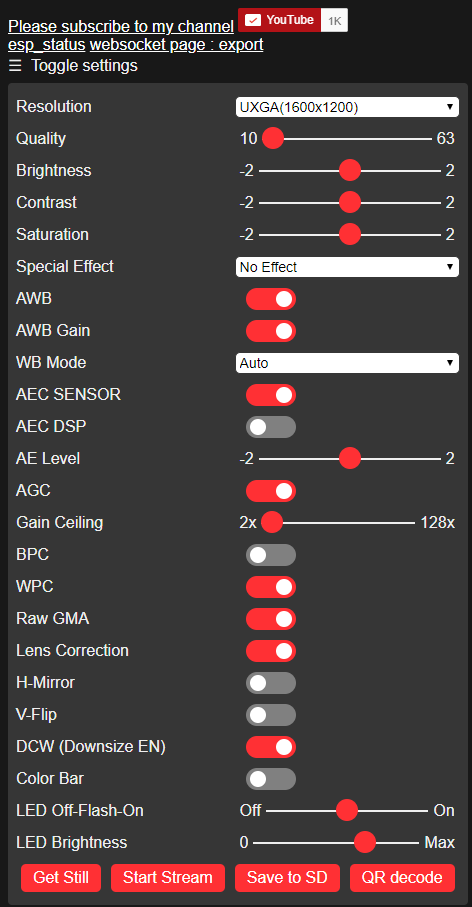 Please subscribe to my channel YouTube 1K
esp_status websocket page : export
☰ Toggle settings
Resolution UXGA(1600x1200)
Quality 10 63
Brightness -2 2
Contrast -2 2
Saturation -2 2
Special Effect No Effect
AWB
AWB Gain
WB Mode Auto
AEC SENSOR
AEC DSP
AE Level -2 2
AGC
Gain Ceiling 2x 128x
BPC
WPC
Raw GMA
Lens Correction
H-Mirror
V-Flip
DCW (Downsize EN)
Color Bar
LED Off-Flash-On Off On
LED Brightness 0 Max
Get Still Start Stream Save to SD QR decode